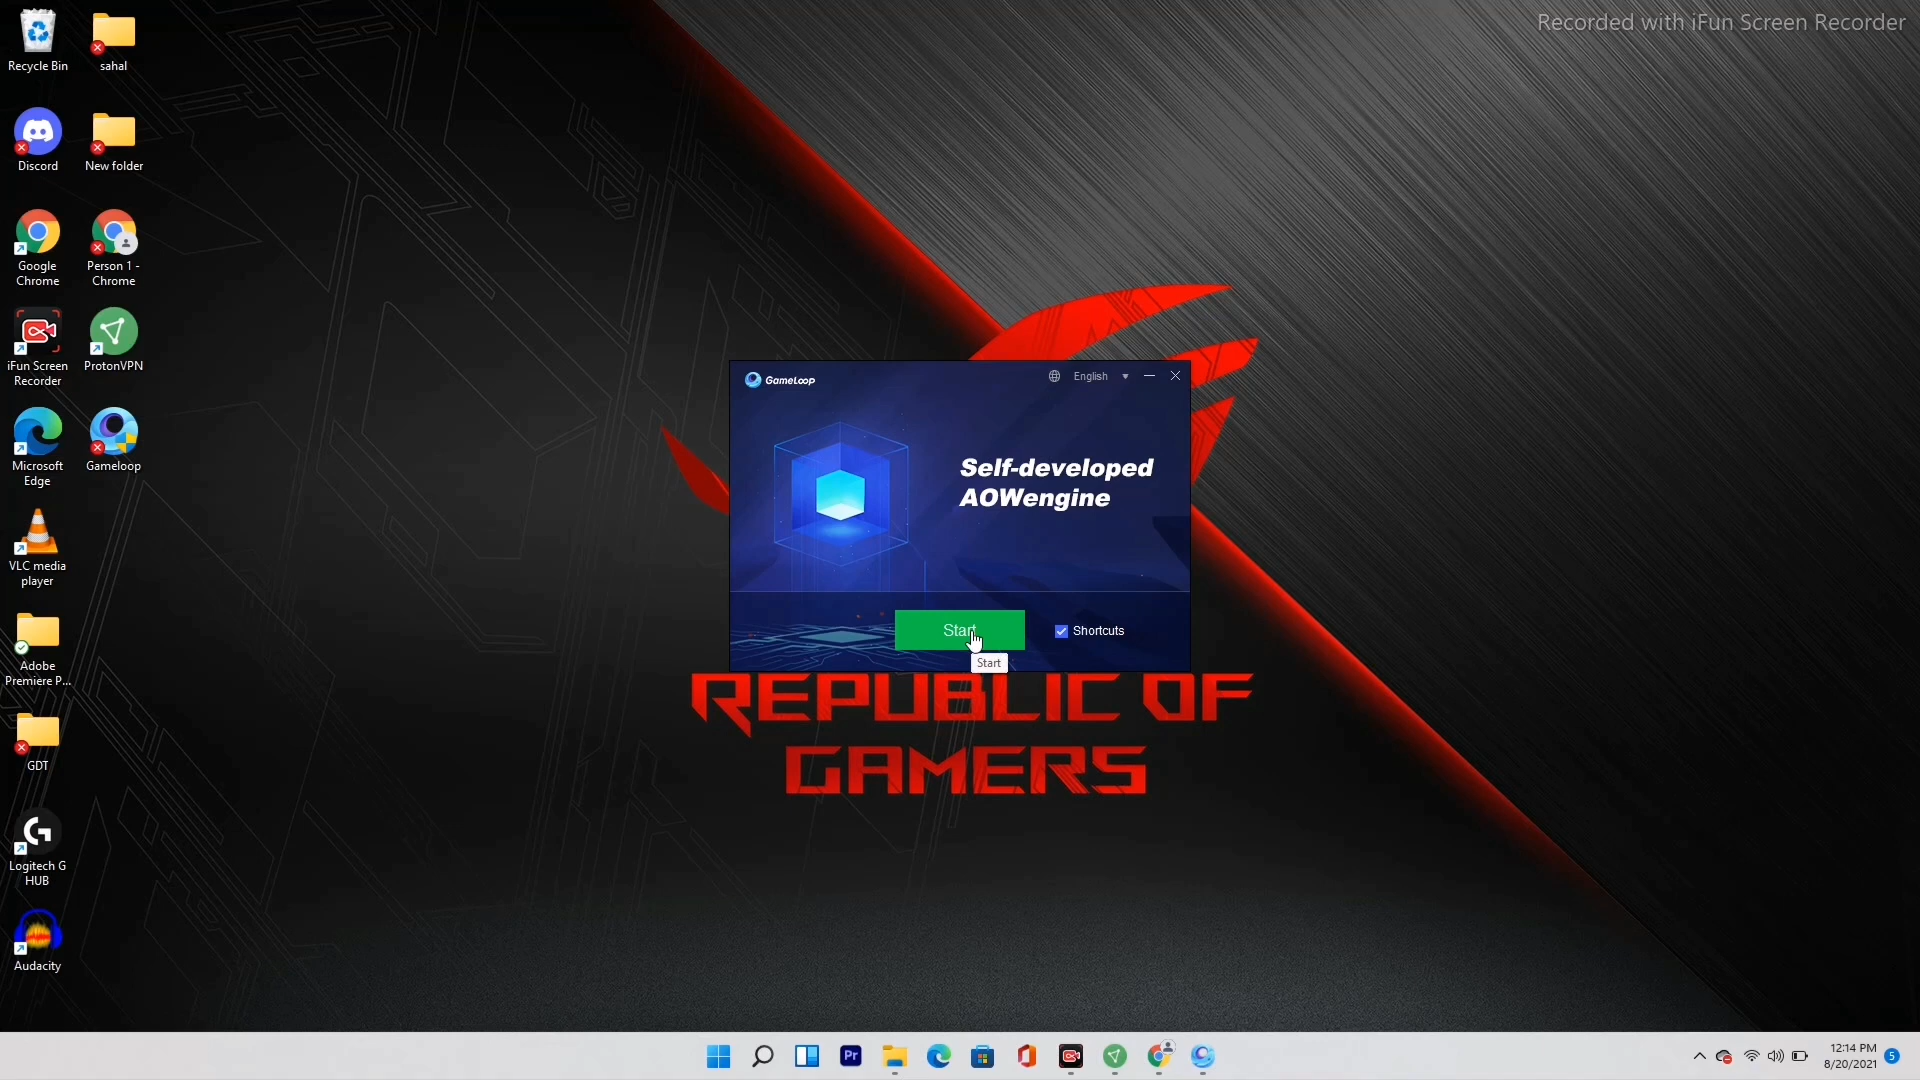 Recorded with iFun Screen Recorder
Recycle Bin
sahal
Discord
New folder
Google
Chrome
Person 1 -
Chrome
iFun Screen
Recorder
ProtonVPN
Microsoft
Edge
Gameloop
VLC media
player
Adobe
Premiere P...
GDT
Logitech G
HUB
Audacity
GameLoop
English
Self-developed
AOWengine
Start
Shortcuts
Start
REPUBLIC OF
GAMERS
Pr
12:14 PM
8/20/2021
5